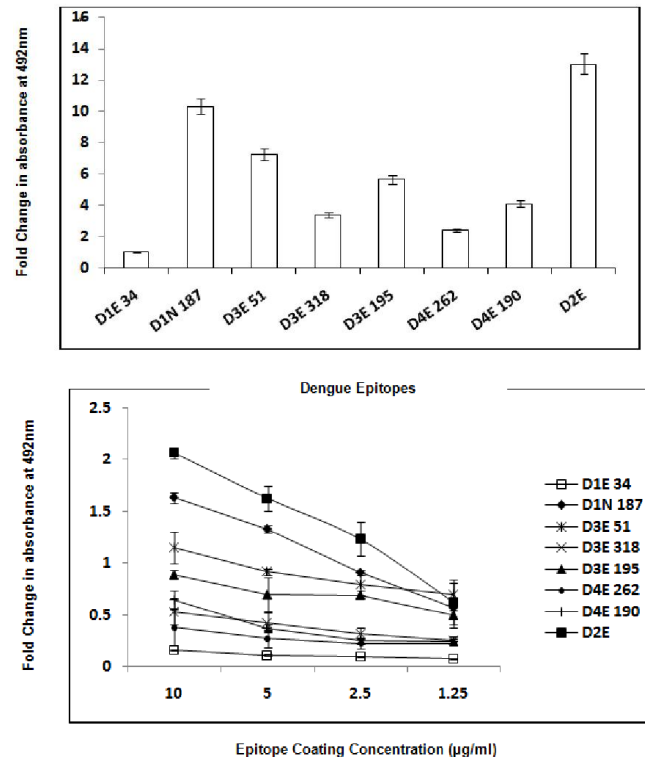 Fold Change in absorbance at 492nm
16
14
12
10
8
6
4
2
0
D1E 34
D1N 187
D3E 51
D3E 318
D3E 195
D4E 262
D4E 190
D2E
Dengue Epitopes
Fold Change in absorbance at 492nm
2.5
2
1.5
1
0.5
0
10 5 2.5 1.25
D1E 34
D1N 187
D3E 51
D3E 318
D3E 195
D4E 262
D4E 190
D2E
Epitope Coating Concentration (µg/ml)